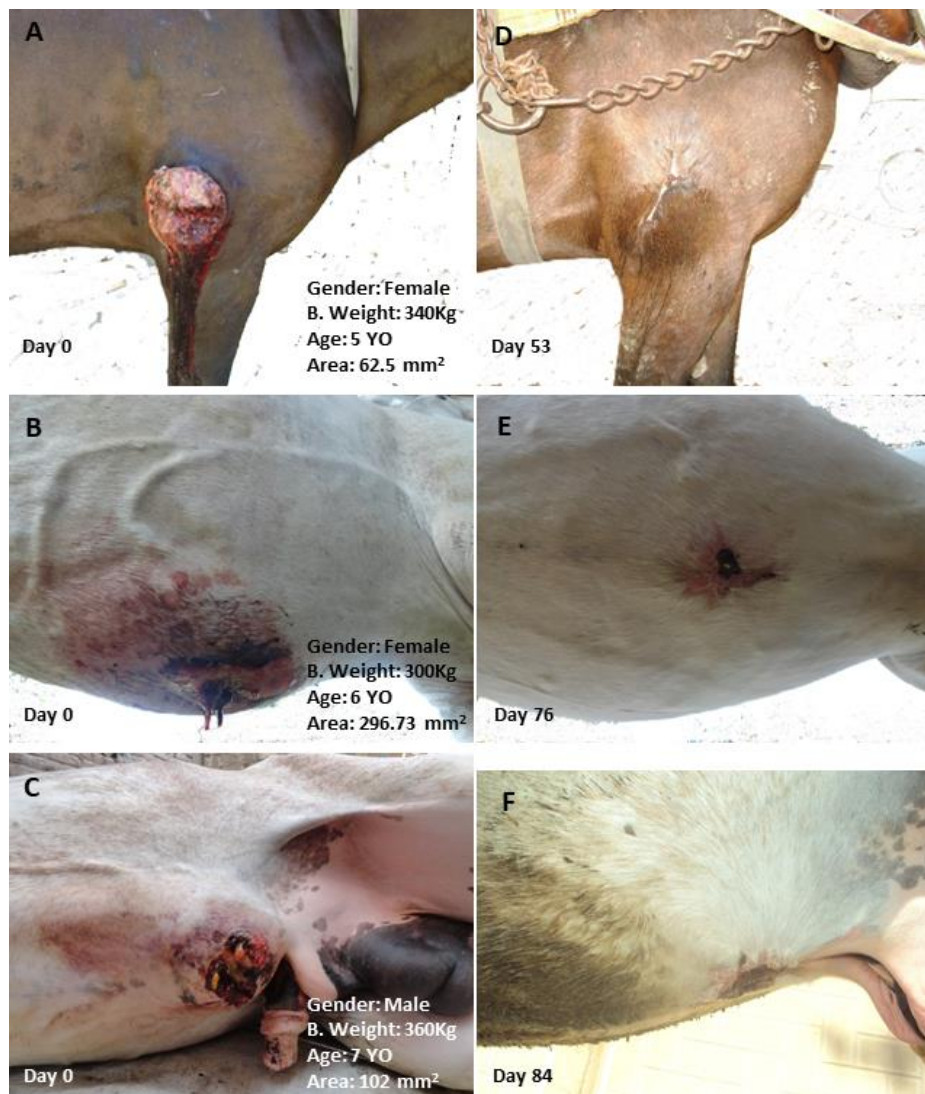 A
Gender: Female
B. Weight: 340Kg
Age: 5 YO
Area: 62.5 mm²
Day 0
D
Day 53
B
Gender: Female
B. Weight: 300Kg
Age: 6 YO
Area: 296.73 mm²
Day 0
E
Day 76
C
Gender: Male
B. Weight: 360Kg
Age: 7 YO
Area: 102 mm²
Day 0
F
Day 84